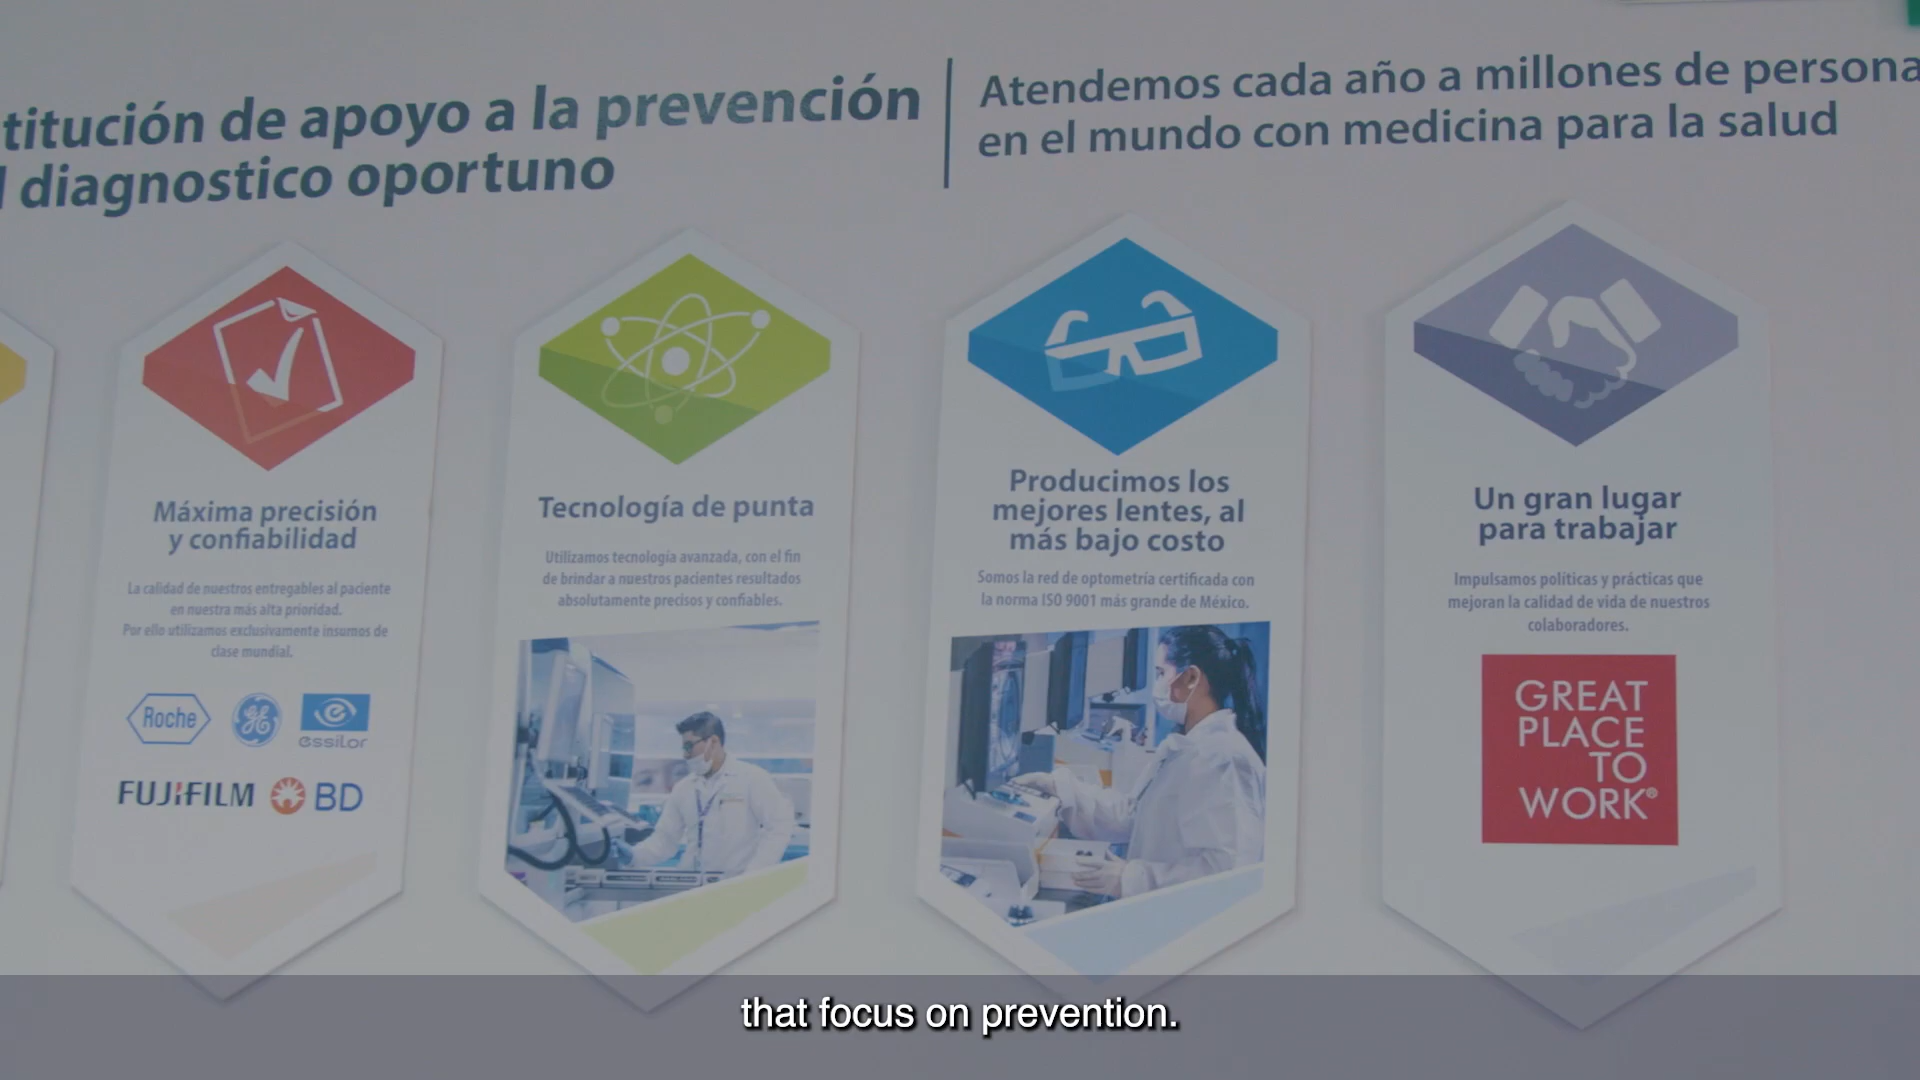 titución de apoyo a la prevención
diagnostico oportuno
Atendemos cada año a millones de persona
en el mundo con medicina para la salud
Máxima precisión
y confiabilidad
La calidad de nuestros entregables al paciente
en nuestra más alta prioridad.
Por ello utilizamos exclusivamente insumos de
clase mundial.
Roche
GE
essilor
FUJIFILM
BD
Tecnología de punta
Utilizamos tecnología avanzada, con el fin
de brindar a nuestros pacientes resultados
absolutamente precisos y confiables.
Producimos los
mejores lentes, al
más bajo costo
Somos la red de optometría certificada con
la norma ISO 9001 más grande de México.
Un gran lugar
para trabajar
Impulsamos políticas y prácticas que
mejoran la calidad de vida de nuestros
colaboradores.
GREAT
PLACE
TO
WORK®
that focus on prevention.